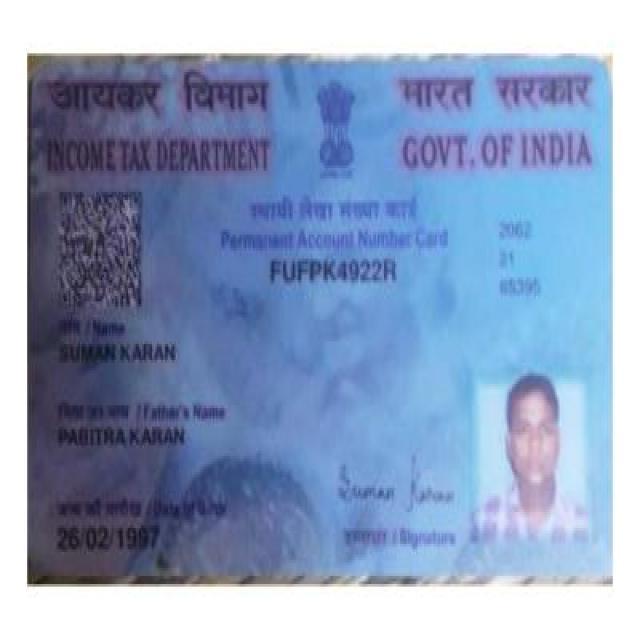 आयकर विभाग
भारत सरकार
INCOME TAX DEPARTMENT
GOVT. OF INDIA
स्थायी लेखा संख्या कार्ड
Permanent Account Number Card
FUFPK4922R
2062
21
65395
नाम / Name
SUMAN KARAN
पिता का नाम / Father's Name
PABITRA KARAN
जन्म की तारीख / Date of Birth
26/02/1997
Suman Karan
हस्ताक्षर / Signature